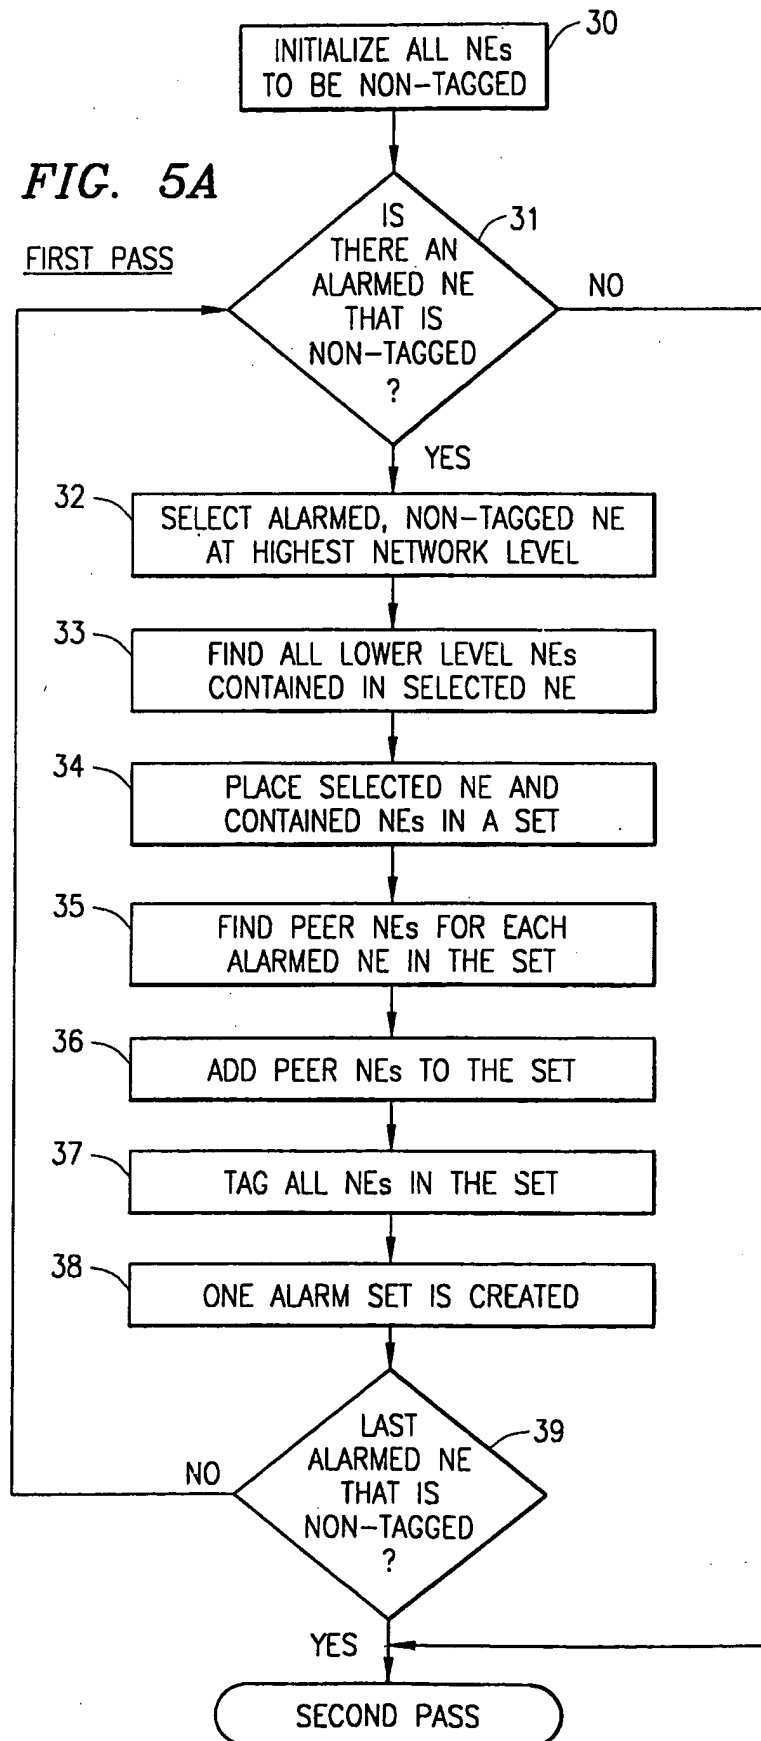 30
INITIALIZE ALL NEs
TO BE NON-TAGGED
FIG. 5A
FIRST PASS
31
IS
THERE AN
ALARMED NE
THAT IS
NON-TAGGED
?
NO
YES
32
SELECT ALARMED, NON-TAGGED NE
AT HIGHEST NETWORK LEVEL
33
FIND ALL LOWER LEVEL NEs
CONTAINED IN SELECTED NE
34
PLACE SELECTED NE AND
CONTAINED NEs IN A SET
35
FIND PEER NEs FOR EACH
ALARMED NE IN THE SET
36
ADD PEER NEs TO THE SET
37
TAG ALL NEs IN THE SET
38
ONE ALARM SET IS CREATED
39
LAST
ALARMED NE
THAT IS
NON-TAGGED
?
NO
YES
SECOND PASS